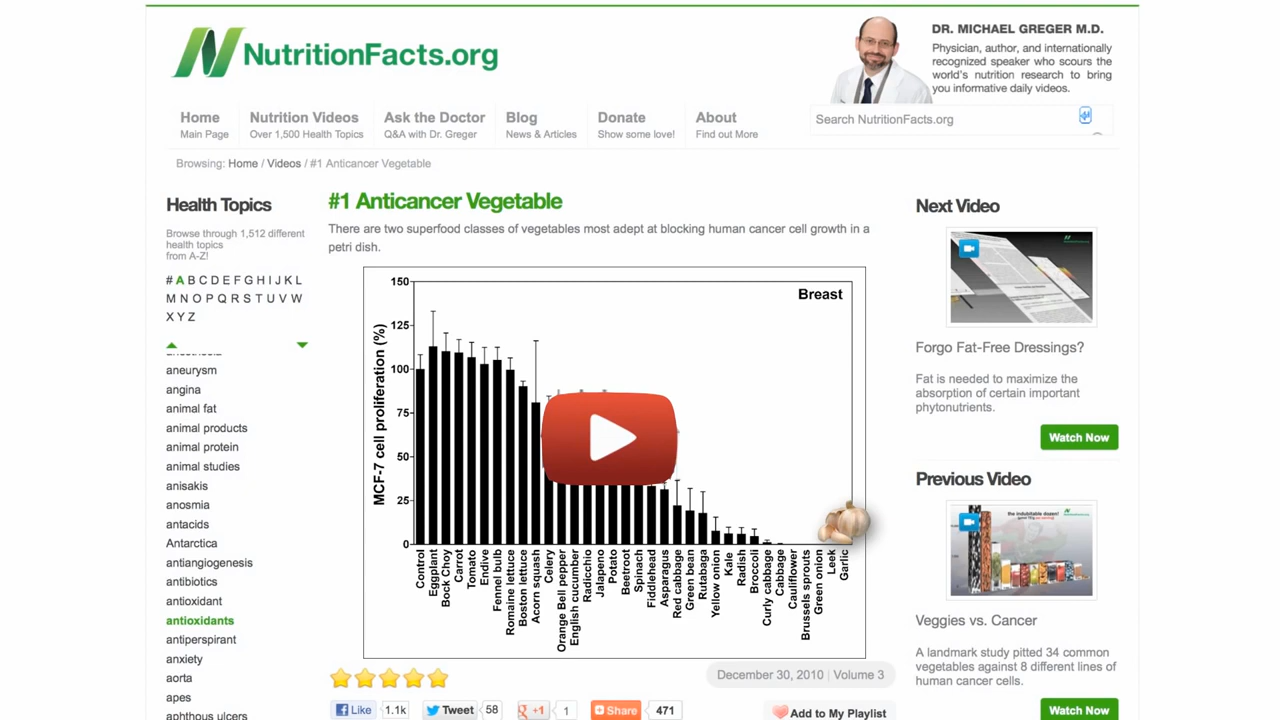 NutritionFacts.org
DR. MICHAEL GREGER M.D.
Physician, author, and internationally
recognized speaker who scours the
world's nutrition research to bring
you informative daily videos.
Home
Main Page
Nutrition Videos
Over 1,500 Health Topics
Ask the Doctor
Q&A with Dr. Greger
Blog
News & Articles
Donate
Show some love!
About
Find out More
Search NutritionFacts.org
Browsing: Home / Videos / #1 Anticancer Vegetable
Health Topics
Browse through 1,512 different
health topics
from A-Z!
# A B C D E F G H I J K L
M N O P Q R S T U V W
X Y Z
aneurysm
angina
animal fat
animal products
animal protein
animal studies
anisakis
anosmia
antacids
Antarctica
antiangiogenesis
antibiotics
antioxidant
antioxidants
antiperspirant
anxiety
aorta
apes
aphthous ulcers
#1 Anticancer Vegetable
There are two superfood classes of vegetables most adept at blocking human cancer cell growth in a
petri dish.
Breast
MCF-7 cell proliferation (%)
150
125
100
75
50
25
0
Control
Eggplant
Bock Choy
Carrot
Tomato
Endive
Fennel bulb
Romaine lettuce
Boston lettuce
Acorn squash
Celery
Orange Bell pepper
English cucumber
Radicchio
Jalapeno
Potato
Beetroot
Spinach
Fiddlehead
Asparagus
Red cabbage
Green bean
Rutabaga
Yellow onion
Kale
Radish
Broccoli
Curly cabbage
Cabbage
Cauliflower
Brussels sprouts
Green onion
Leek
Garlic
December 30, 2010 | Volume 3
Like 1.1k
Tweet 58
+1 1
Share 471
Add to My Playlist
Next Video
Forgo Fat-Free Dressings?
Fat is needed to maximize the
absorption of certain important
phytonutrients.
Watch Now
Previous Video
the indubitable dozen!
Veggies vs. Cancer
A landmark study pitted 34 common
vegetables against 8 different lines of
human cancer cells.
Watch Now